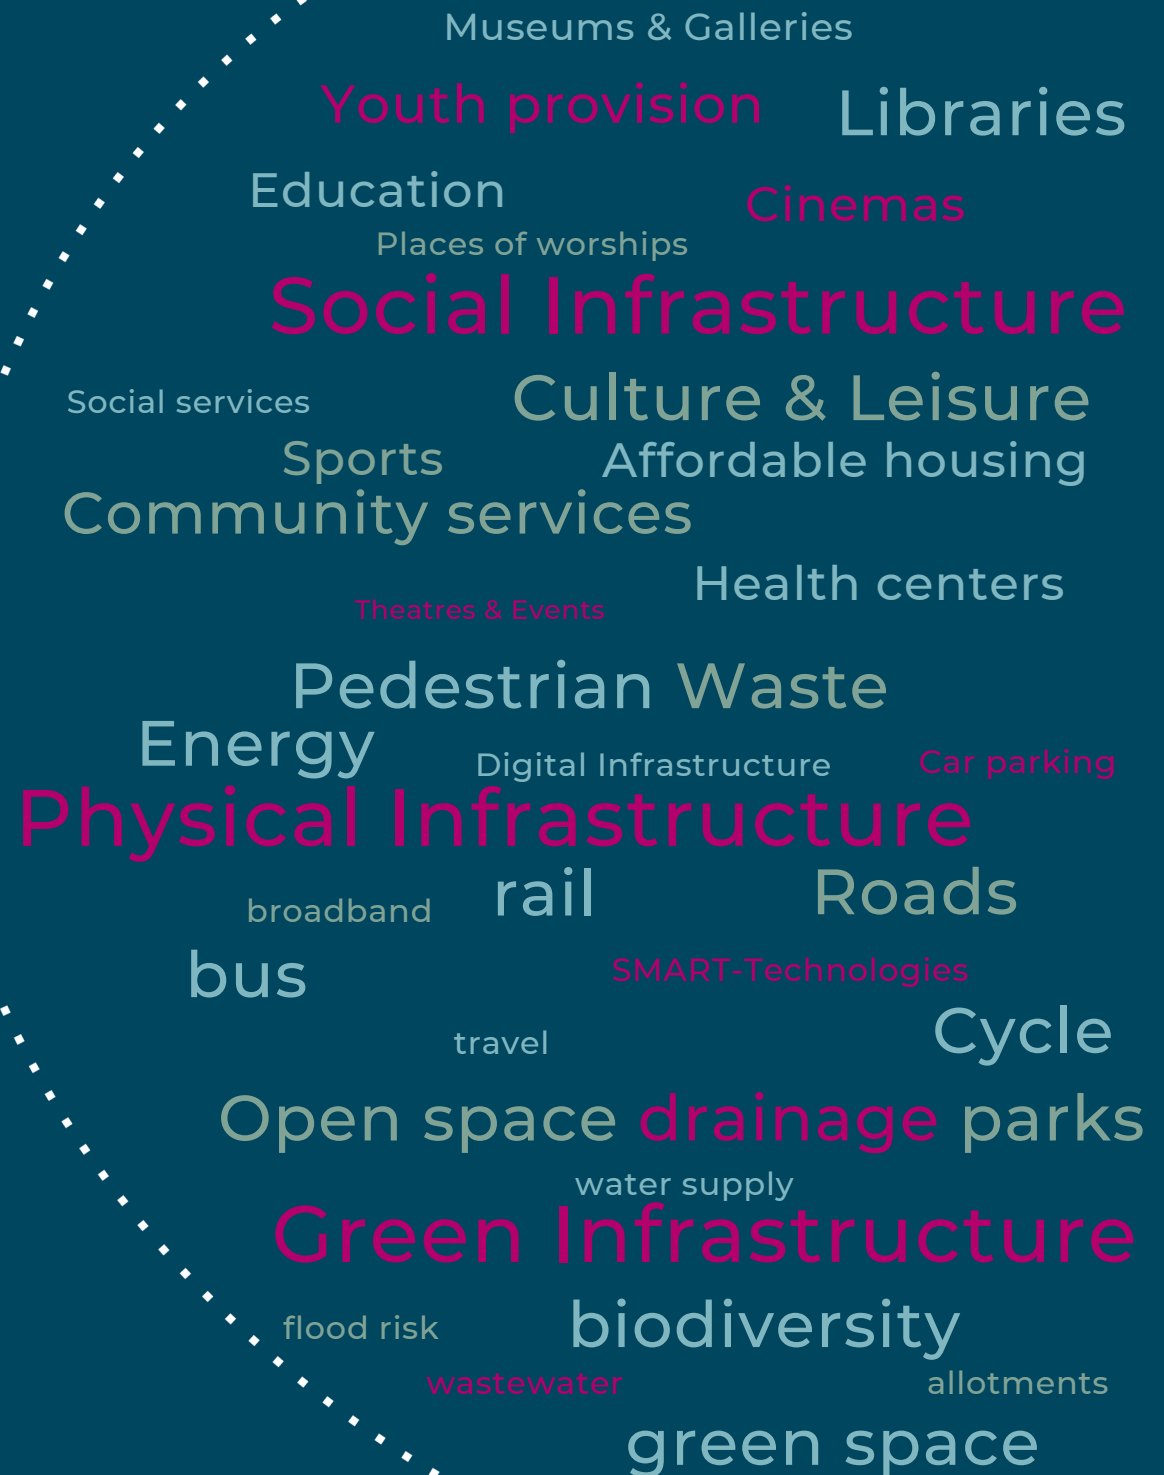 Museums & Galleries
Youth provision
Libraries
Education
Cinemas
Places of worships
Social Infrastructure
Social services
Culture & Leisure
Sports
Affordable housing
Community services
Health centers
Theatres & Events
Pedestrian Waste
Energy
Digital Infrastructure
Car parking
Physical Infrastructure
rail
Roads
broadband
bus
SMART-Technologies
Cycle
travel
Open space drainage parks
water supply
Green Infrastructure
biodiversity
flood risk
wastewater
allotments
green space